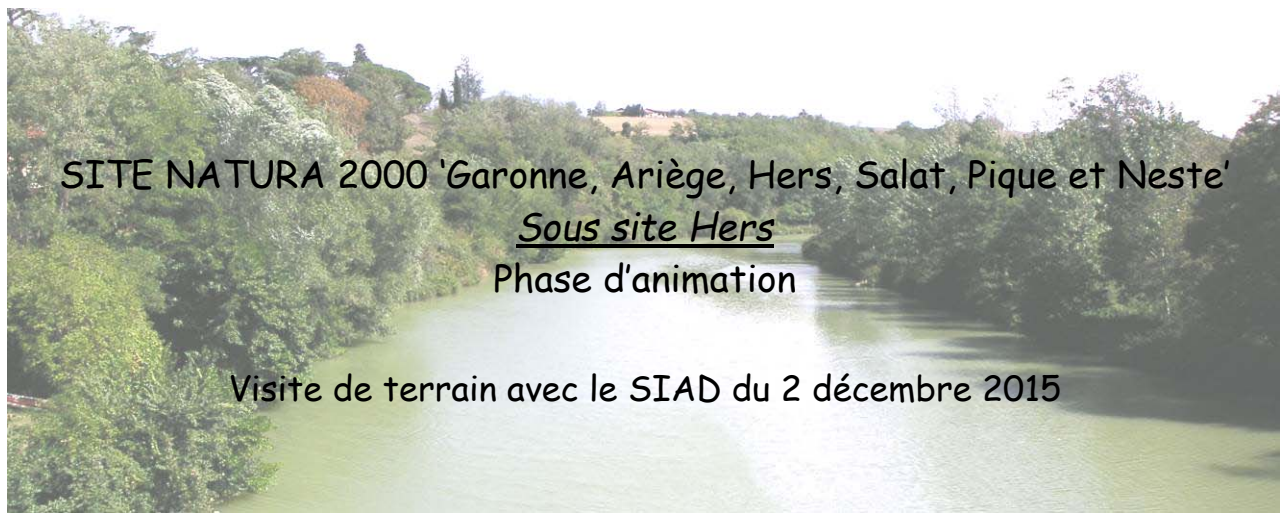 SITE NATURA 2000 ‘Garonne, Ariège, Hers, Salat, Pique et Neste’
Sous site Hers
Phase d’animation
Visite de terrain avec le SIAD du 2 décembre 2015